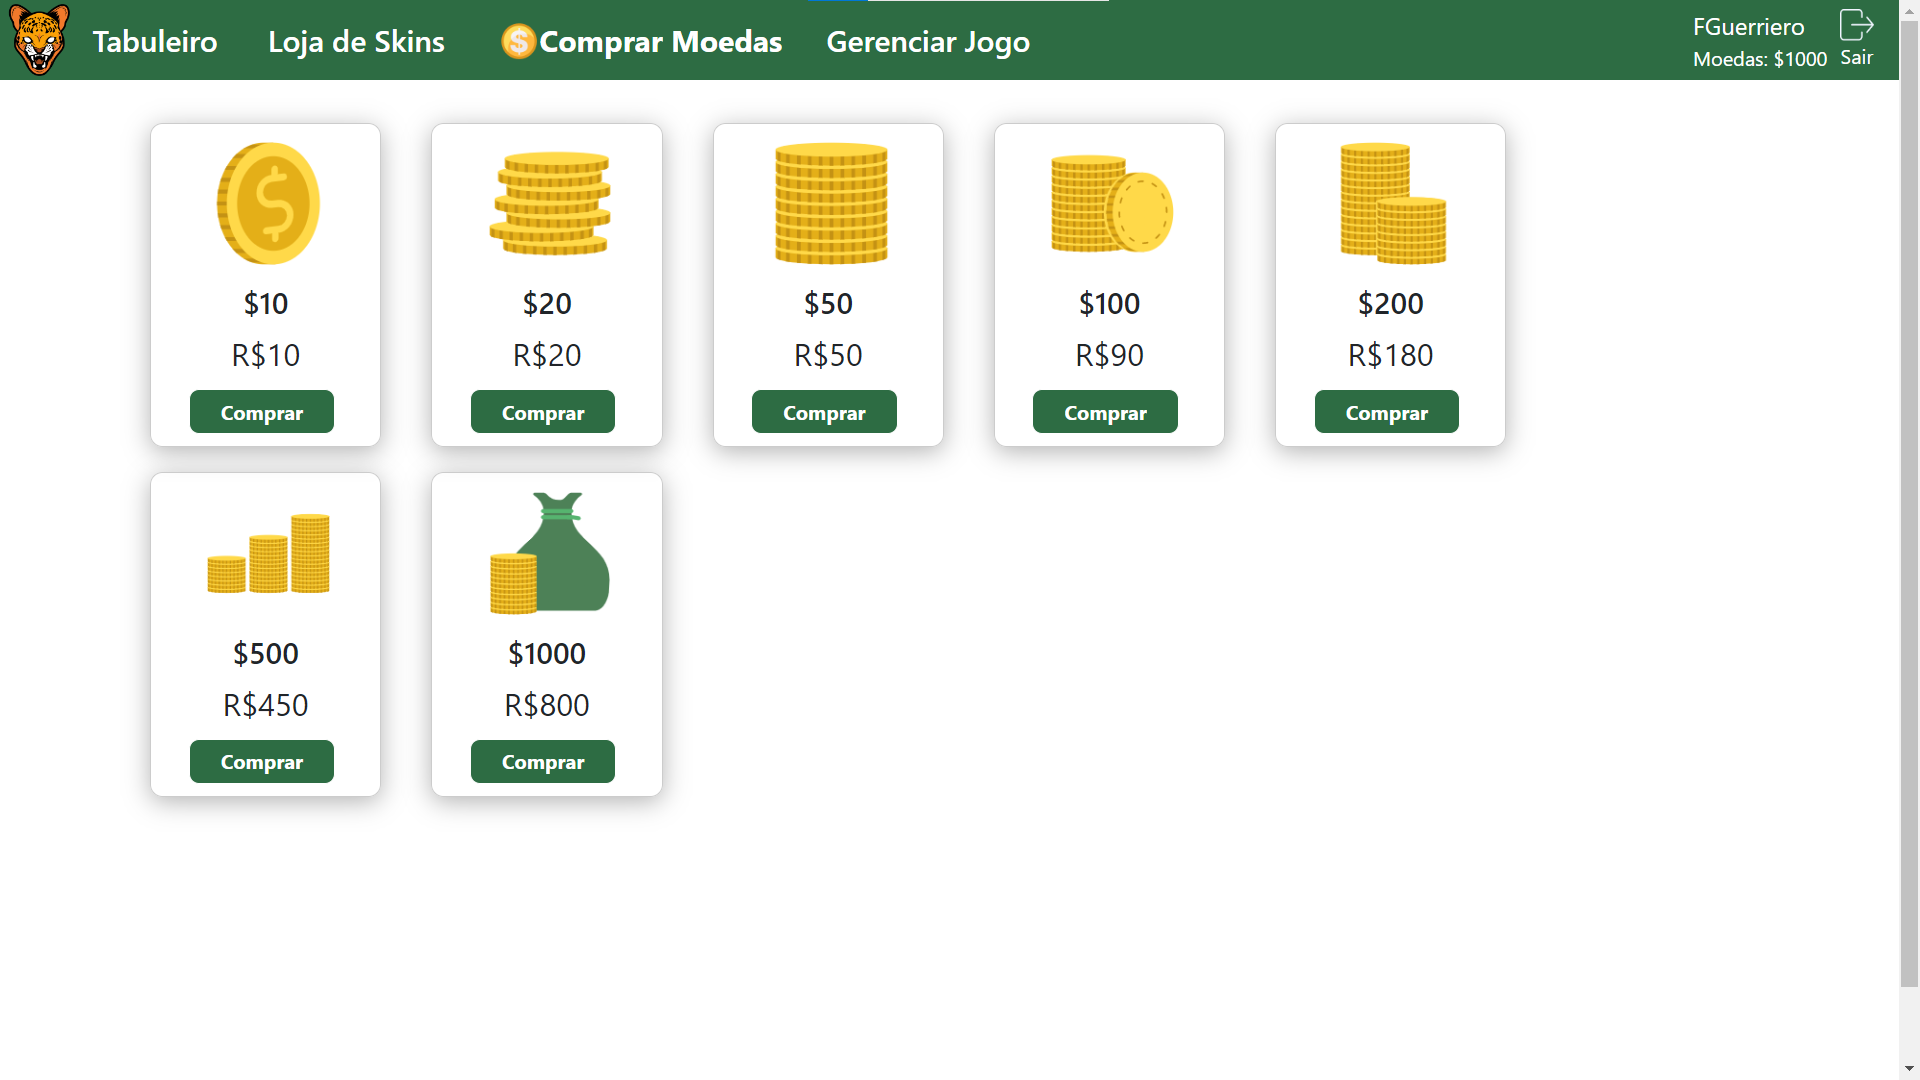 Tabuleiro
Loja de Skins
Comprar Moedas
Gerenciar Jogo
FGuerriero
Moedas: $1000
Sair
$10
R$10
Comprar
$20
R$20
Comprar
$50
R$50
Comprar
$100
R$90
Comprar
$200
R$180
Comprar
$500
R$450
Comprar
$1000
R$800
Comprar